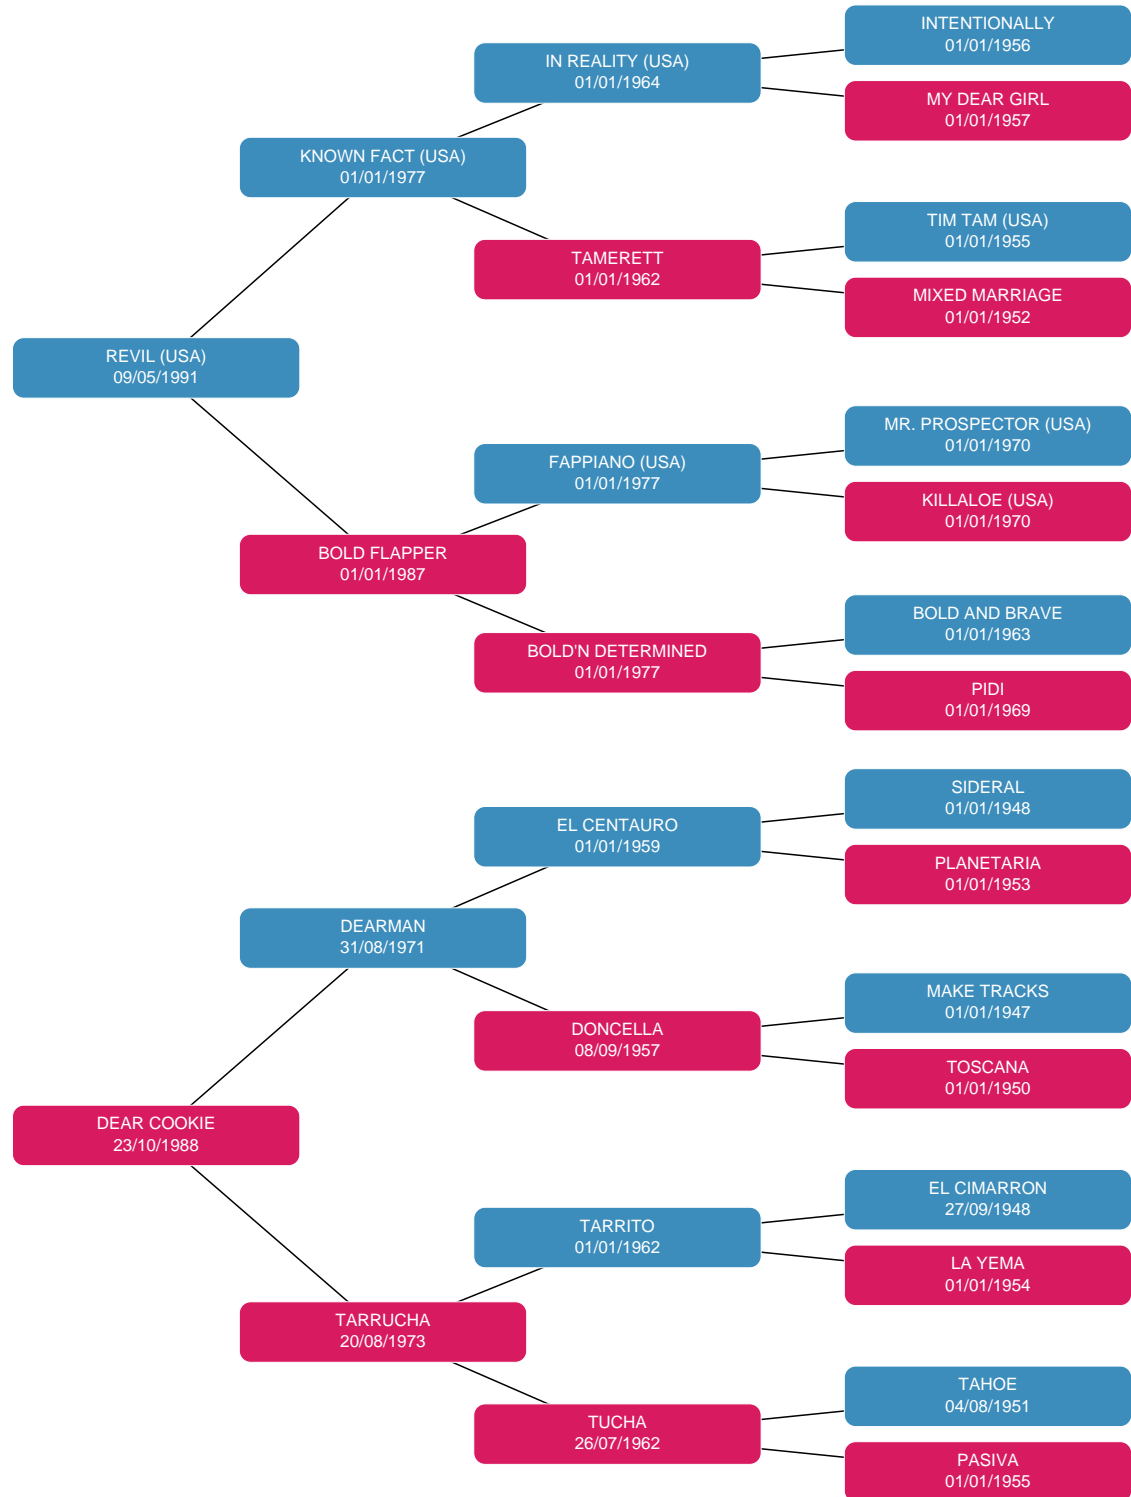 INTENTIONALLY
01/01/1956
IN REALITY (USA)
01/01/1964
MY DEAR GIRL
01/01/1957
KNOWN FACT (USA)
01/01/1977
TIM TAM (USA)
01/01/1955
TAMERETT
01/01/1962
MIXED MARRIAGE
01/01/1952
REVIL (USA)
09/05/1991
MR. PROSPECTOR (USA)
01/01/1970
FAPPIANO (USA)
01/01/1977
KILLALOE (USA)
01/01/1970
BOLD FLAPPER
01/01/1987
BOLD AND BRAVE
01/01/1963
BOLD'N DETERMINED
01/01/1977
PIDI
01/01/1969
SIDERAL
01/01/1948
EL CENTAURO
01/01/1959
PLANETARIA
01/01/1953
DEARMAN
31/08/1971
MAKE TRACKS
01/01/1947
DONCELLA
08/09/1957
TOSCANA
01/01/1950
DEAR COOKIE
23/10/1988
EL CIMARRON
27/09/1948
TARRITO
01/01/1962
LA YEMA
01/01/1954
TARRUCHA
20/08/1973
TAHOE
04/08/1951
TUCHA
26/07/1962
PASIVA
01/01/1955